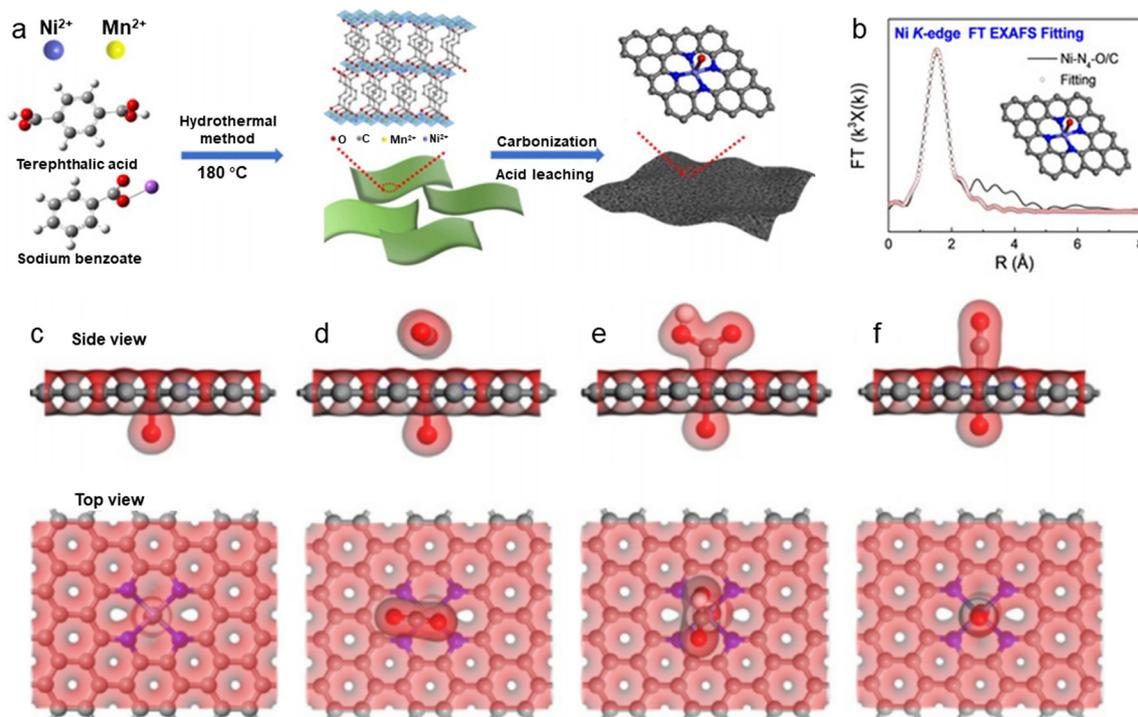 a
Ni²⁺ Mn²⁺
Terephthalic acid
Sodium benzoate
Hydrothermal
method
180 °C
O C Mn²⁺ Ni²⁺
Carbonization
Acid leaching
b
Ni K-edge FT EXAFS Fitting
Ni-N₄-O/C
Fitting
FT (k³X(k))
0 2 4 6 8
R (Å)
c
Side view
d
e
f
Top view